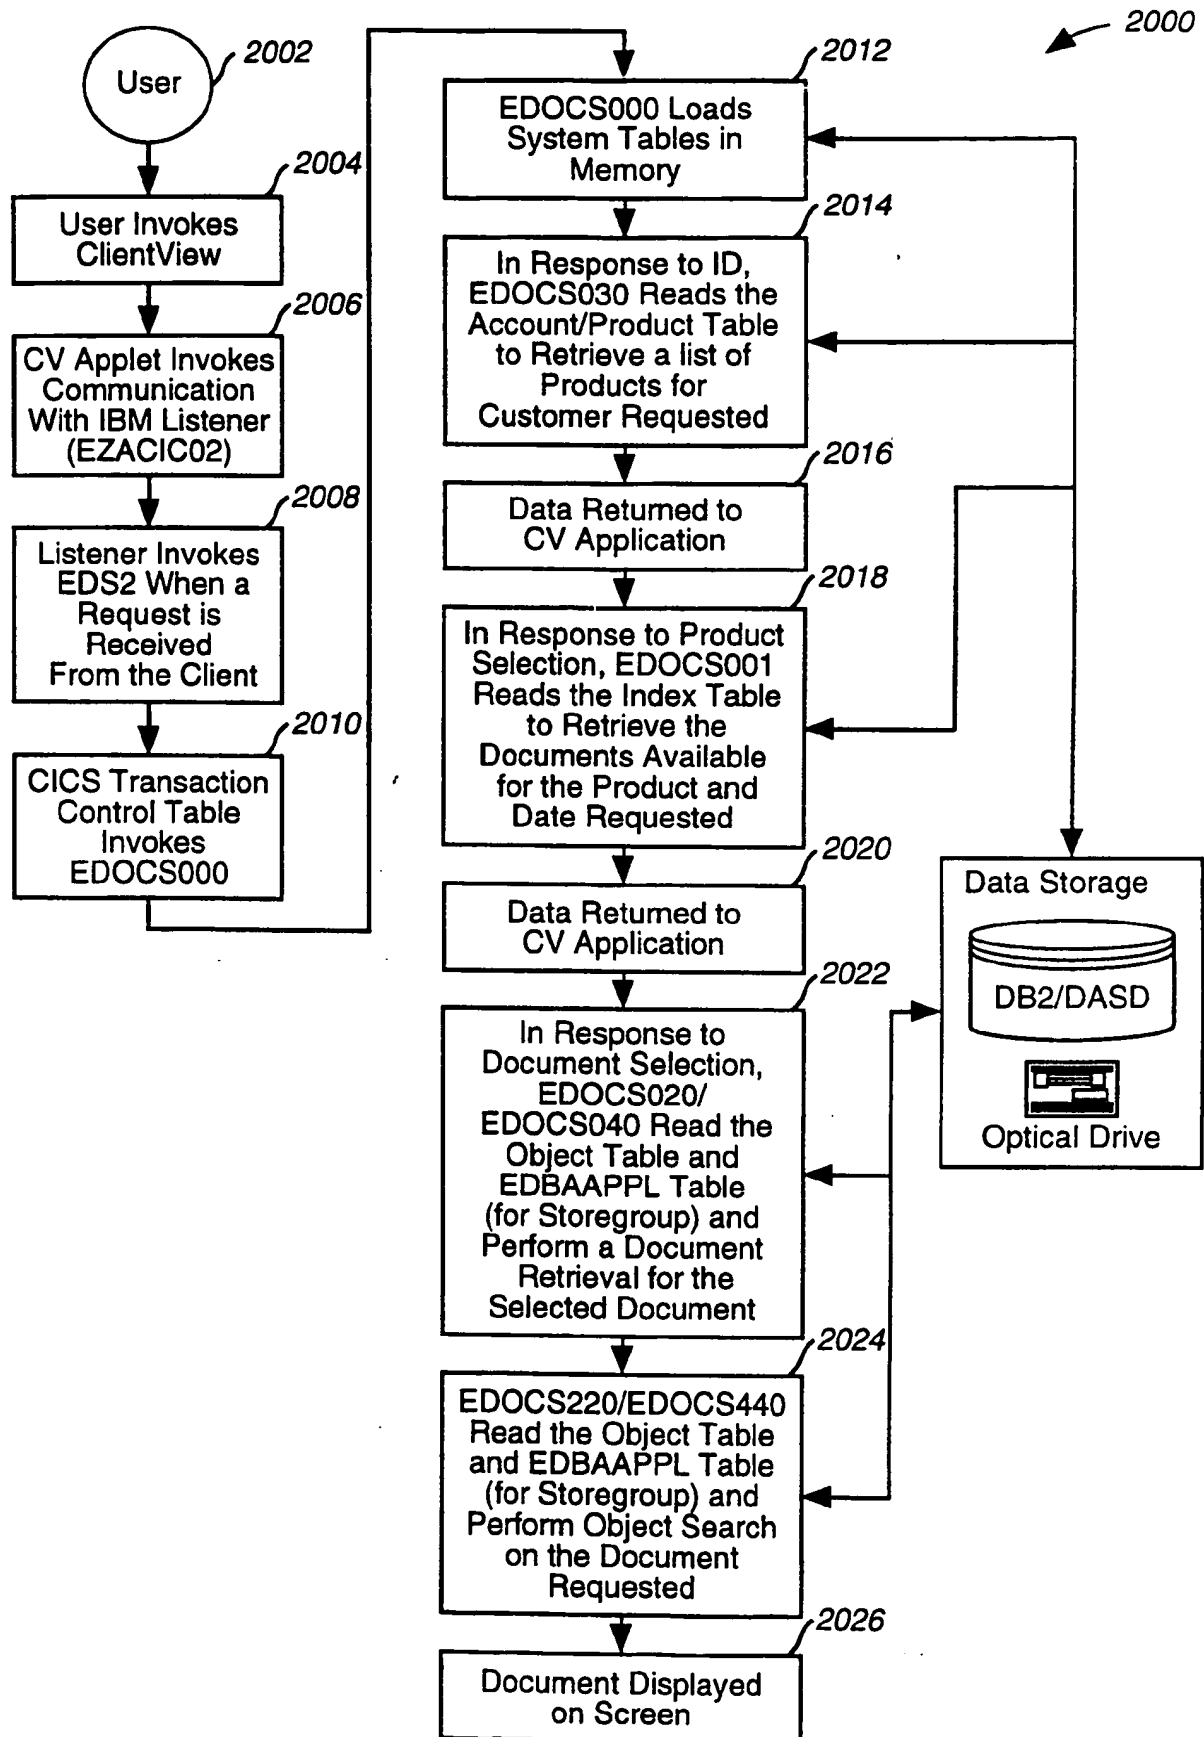 2000
2002
User
2004
User Invokes
ClientView
2006
CV Applet Invokes
Communication
With IBM Listener
(EZACIC02)
2008
Listener Invokes
EDS2 When a
Request is
Received
From the Client
2010
CICS Transaction
Control Table
Invokes
EDOCS000
2012
EDOCS000 Loads
System Tables in
Memory
2014
In Response to ID,
EDOCS030 Reads the
Account/Product Table
to Retrieve a list of
Products for
Customer Requested
2016
Data Returned to
CV Application
2018
In Response to Product
Selection, EDOCS001
Reads the Index Table
to Retrieve the
Documents Available
for the Product and
Date Requested
2020
Data Returned to
CV Application
2022
In Response to
Document Selection,
EDOCS020/
EDOCS040 Read the
Object Table and
EDBAAPPL Table
(for Storegroup) and
Perform a Document
Retrieval for the
Selected Document
2024
EDOCS220/EDOCS440
Read the Object Table
and EDBAAPPL Table
(for Storegroup) and
Perform Object Search
on the Document
Requested
2026
Document Displayed
on Screen
Data Storage
DB2/DASD
Optical Drive